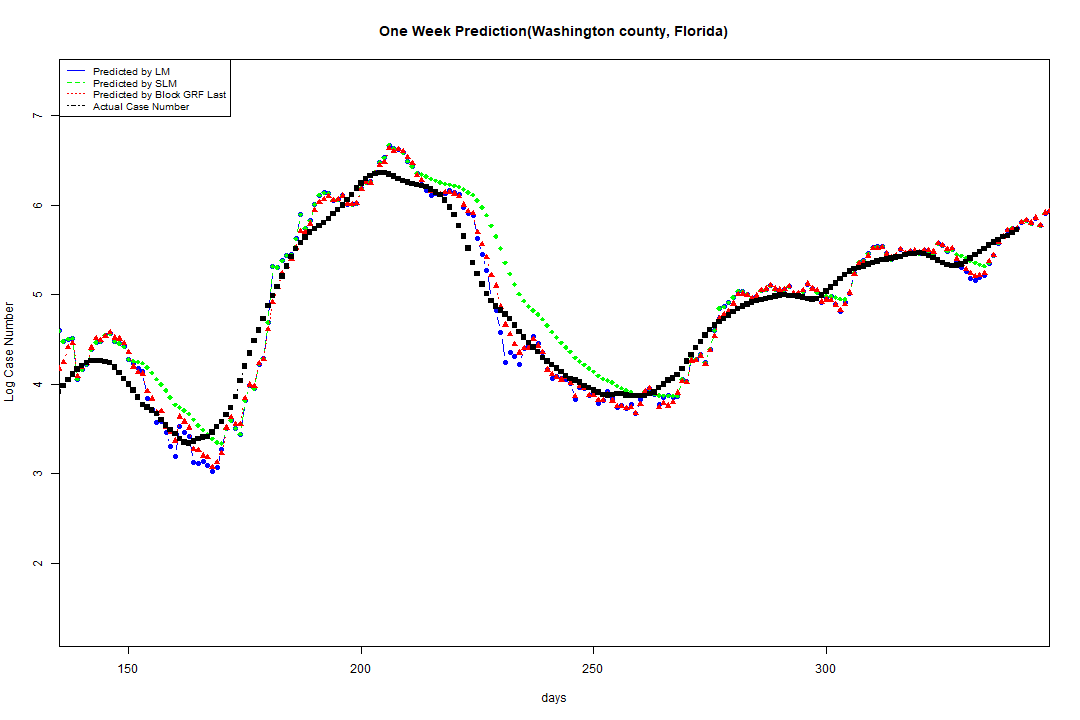 One Week Prediction(Washington county, Florida)
Predicted by LM
Predicted by SLM
Predicted by Block GRF Last
Actual Case Number
7
6
5
4
3
2
Log Case Number
150 200 250 300
days